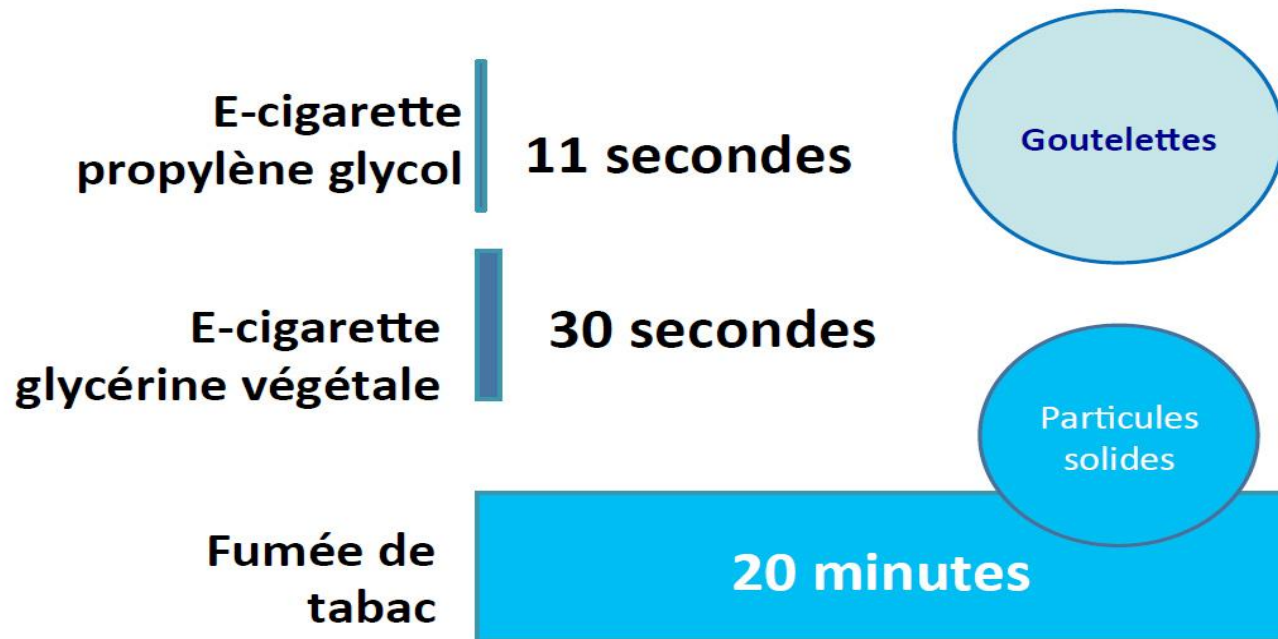 E-cigarette
propylène glycol
11 secondes
Goutelettes
E-cigarette
glycérine végétale
30 secondes
Particules
solides
Fumée de
tabac
20 minutes